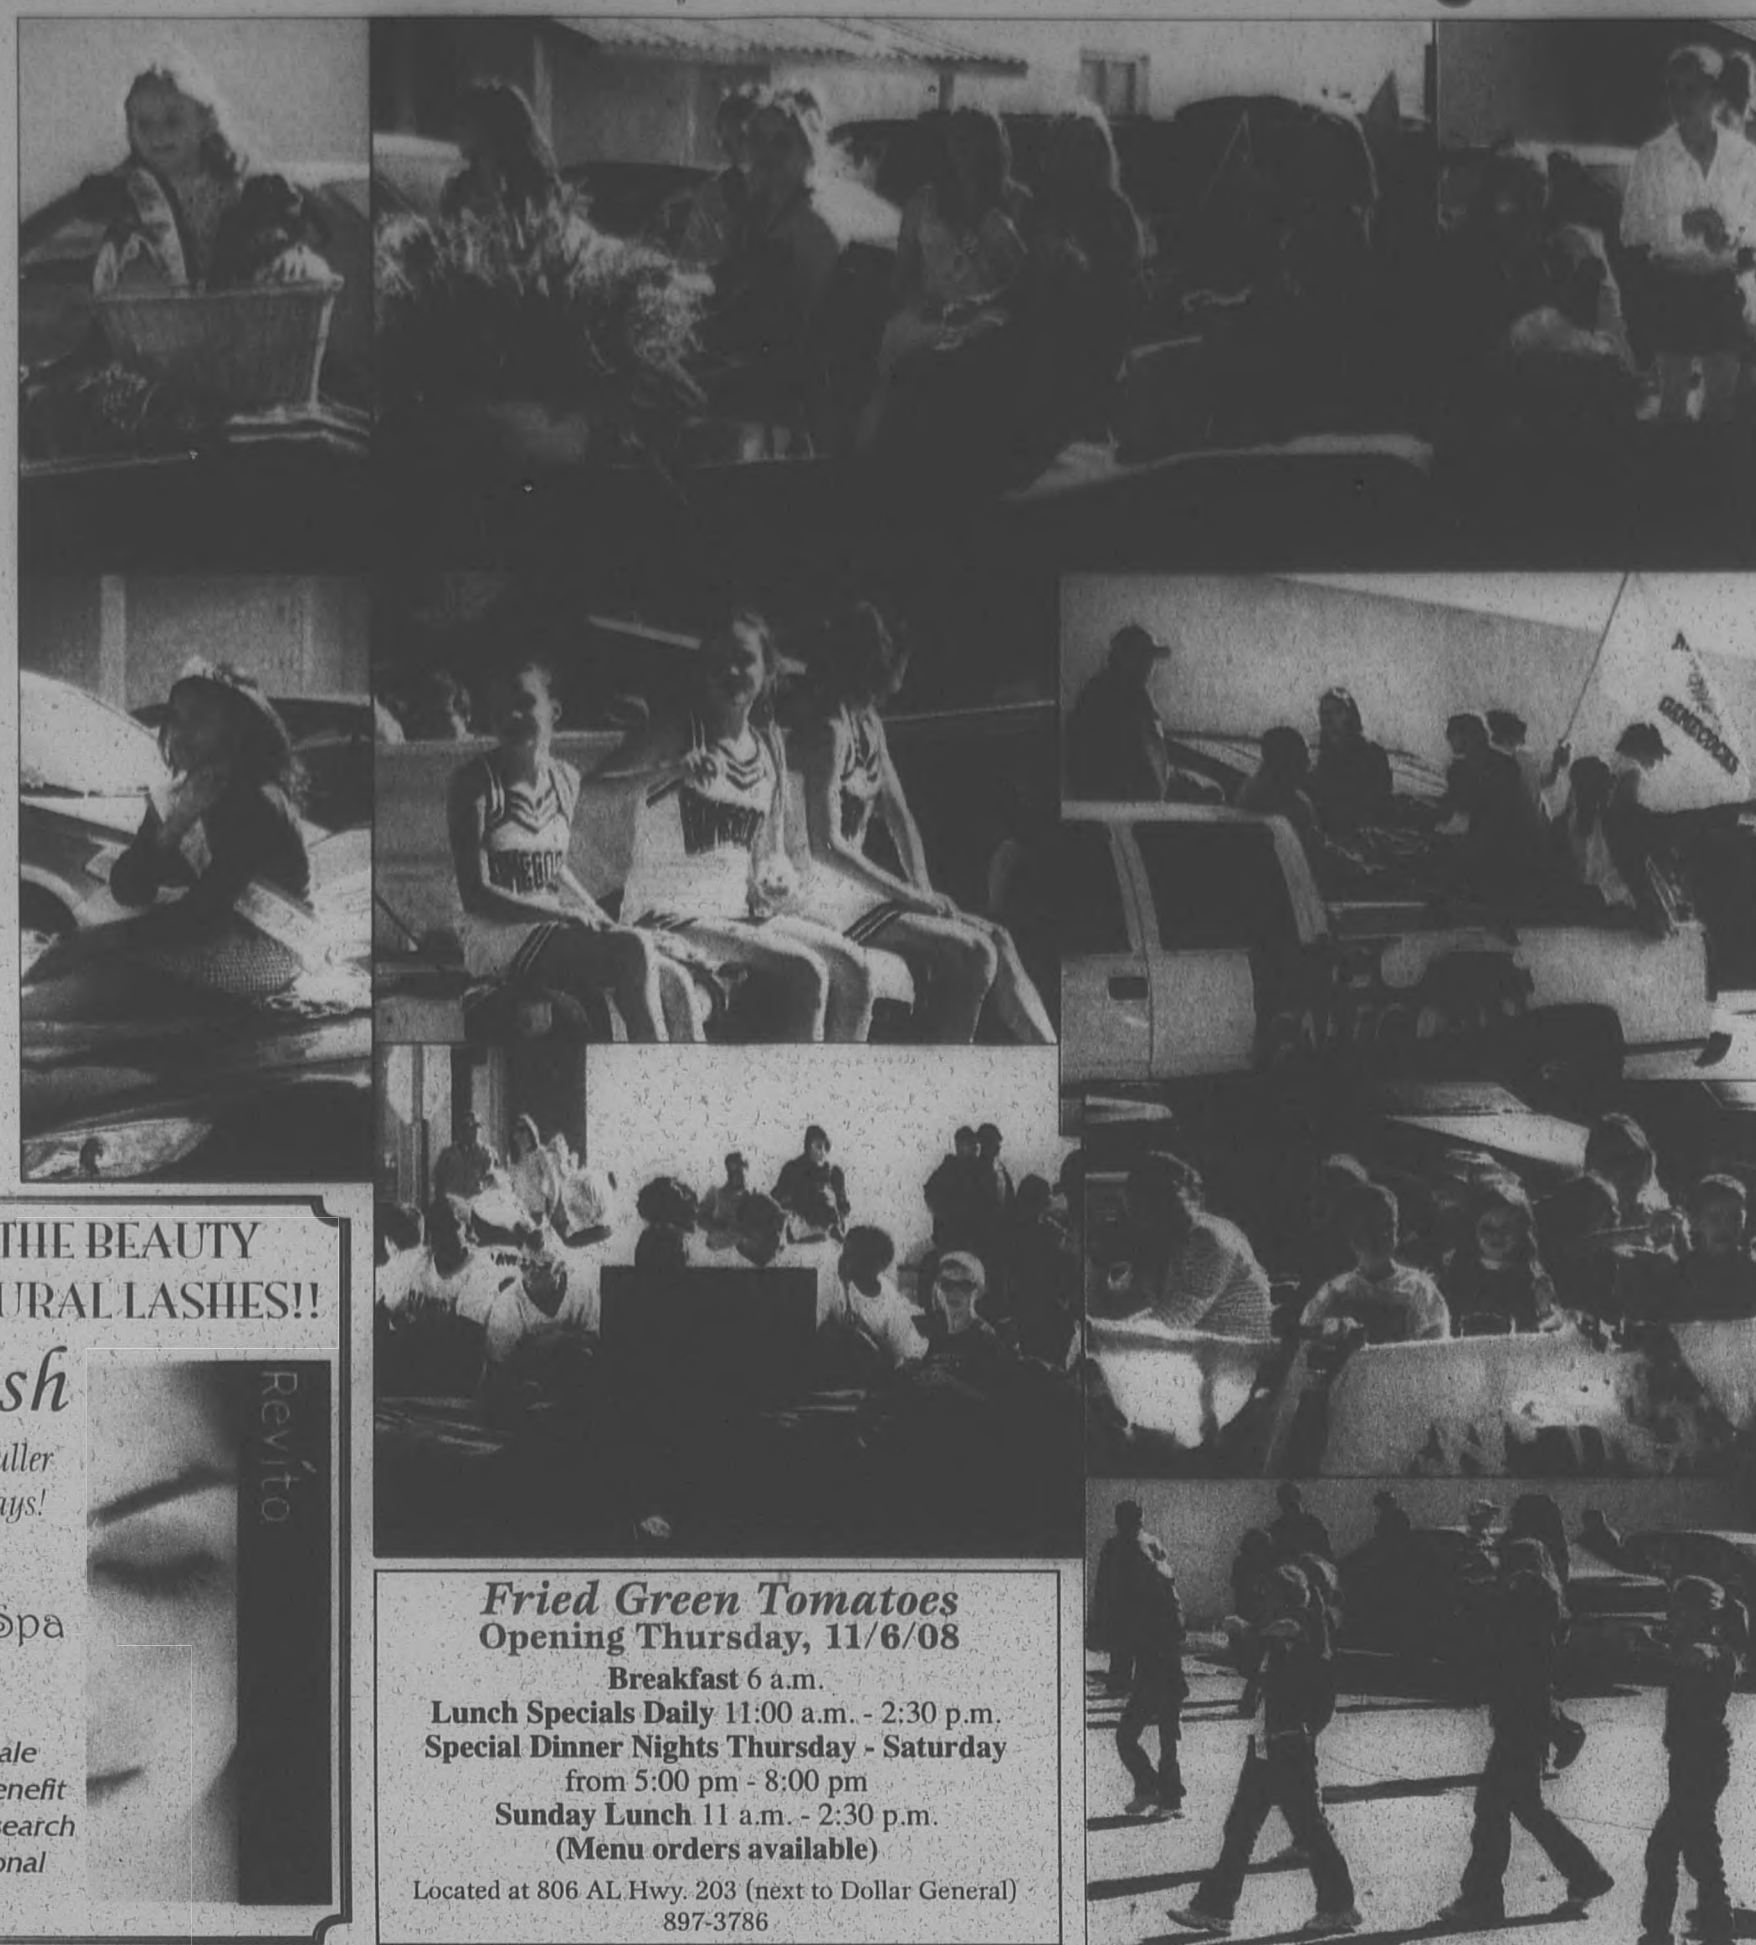 GAMECOCKS
THE BEAUTY
URAL LASHES!!
sh
uller
ays!
Spa
ale
enefit
search
onal
Revito
Fried Green Tomatoes
Opening Thursday, 11/6/08
Breakfast 6 a.m.
Lunch Specials Daily 11:00 a.m. - 2:30 p.m.
Special Dinner Nights Thursday - Saturday
from 5:00 pm - 8:00 pm
Sunday Lunch 11 a.m. - 2:30 p.m.
(Menu orders available)
Located at 806 AL Hwy. 203 (next to Dollar General)
897-3786